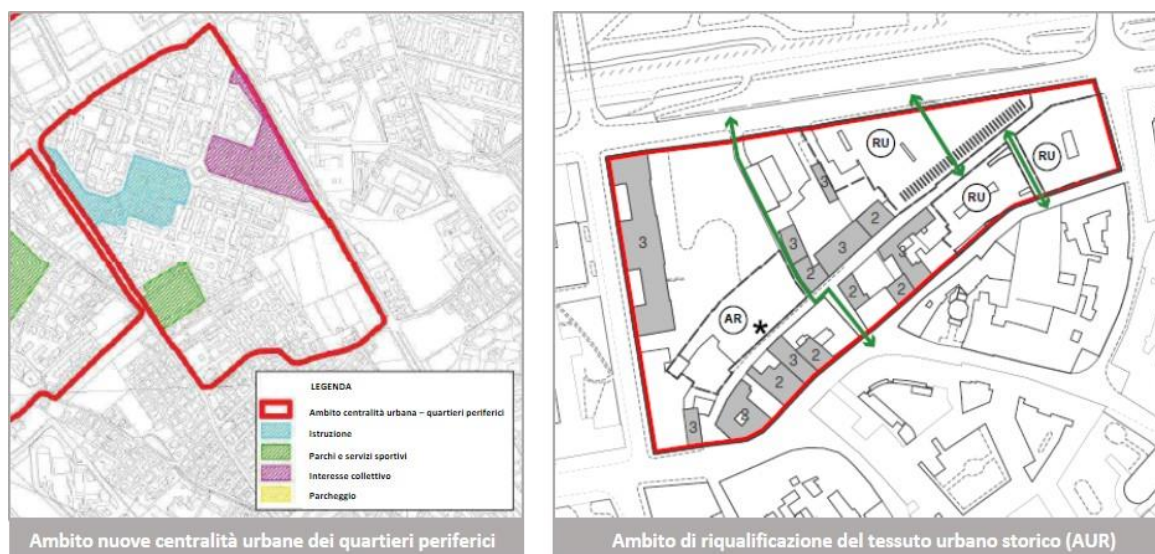 LEGENDA
Ambito centralità urbana – quartieri periferici
Istruzione
Parchi e servizi sportivi
Interesse collettivo
Parcheggio
Ambito nuove centralità urbane dei quartieri periferici
RU
RU
RU
3
3
2
3
3
3
2
2
2
AR
*
3
2
2
3
3
Ambito di riqualificazione del tessuto urbano storico (AUR)